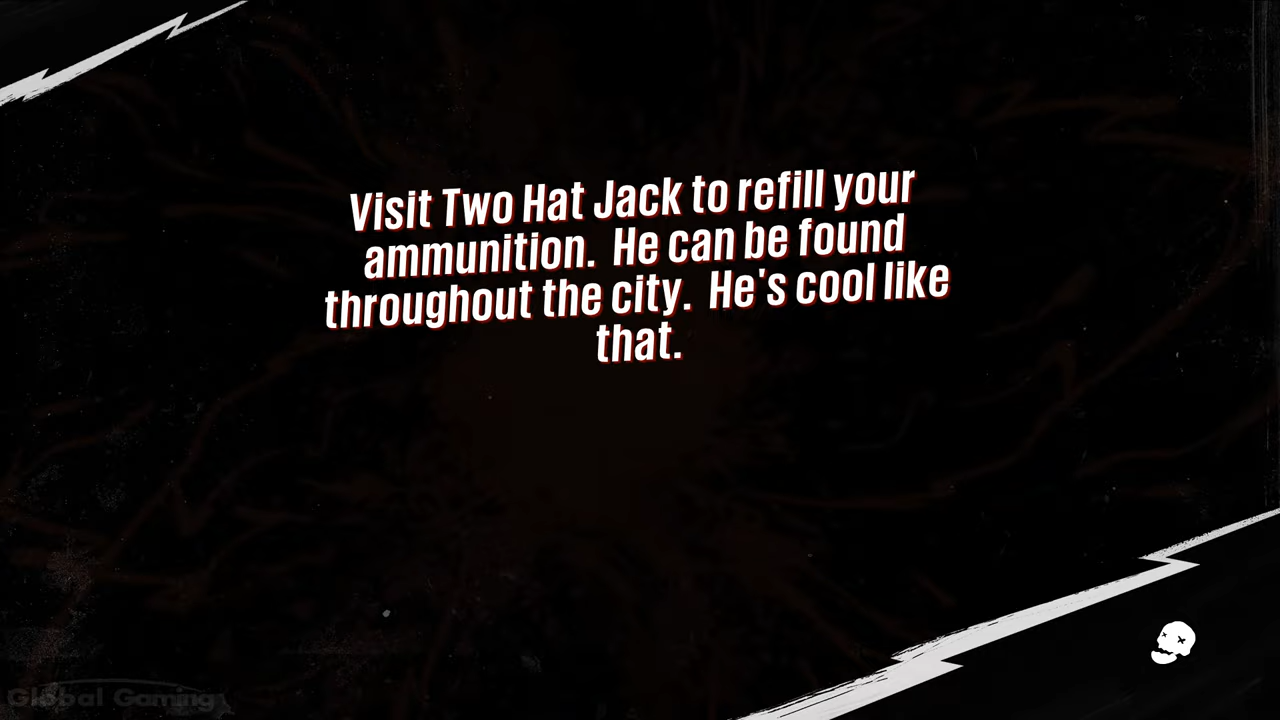 Visit Two Hat Jack to refill your
ammunition.  He can be found
throughout the city.  He's cool like
that.
Global Gaming